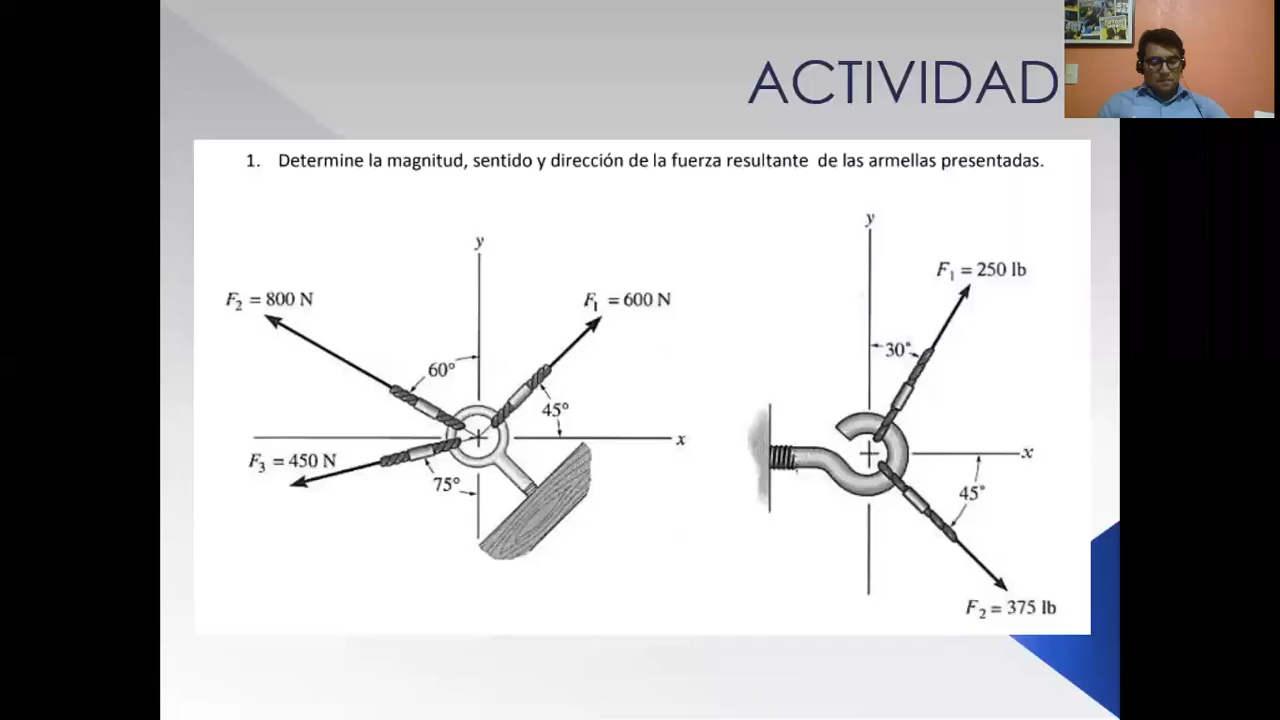 ACTIVIDAD
1. Determine la magnitud, sentido y dirección de la fuerza resultante de las armellas presentadas.
y
F₂ = 800 N
F₁ = 600 N
60°
45°
x
F₃ = 450 N
75°
y
F₁ = 250 lb
30°
x
45°
F₂ = 375 lb